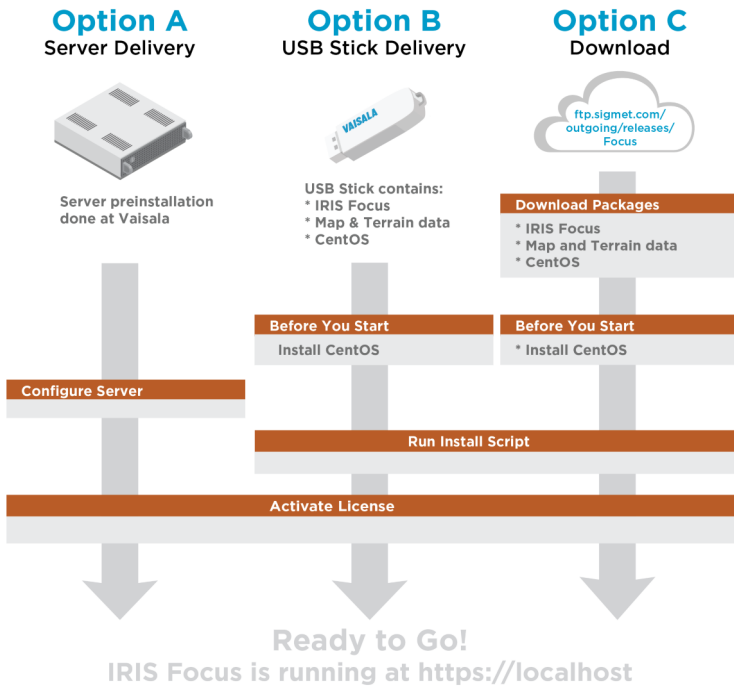 Option A
Server Delivery
Server preinstallation
done at Vaisala
Configure Server
Option B
USB Stick Delivery
VAISALA
USB Stick contains:
* IRIS Focus
* Map & Terrain data
* CentOS
Before You Start
Install CentOS
Option C
Download
ftp.sigmet.com/
outgoing/releases/
Focus
Download Packages
* IRIS Focus
* Map and Terrain data
* CentOS
Before You Start
* Install CentOS
Run Install Script
Activate License
Ready to Go!
IRIS Focus is running at https://localhost